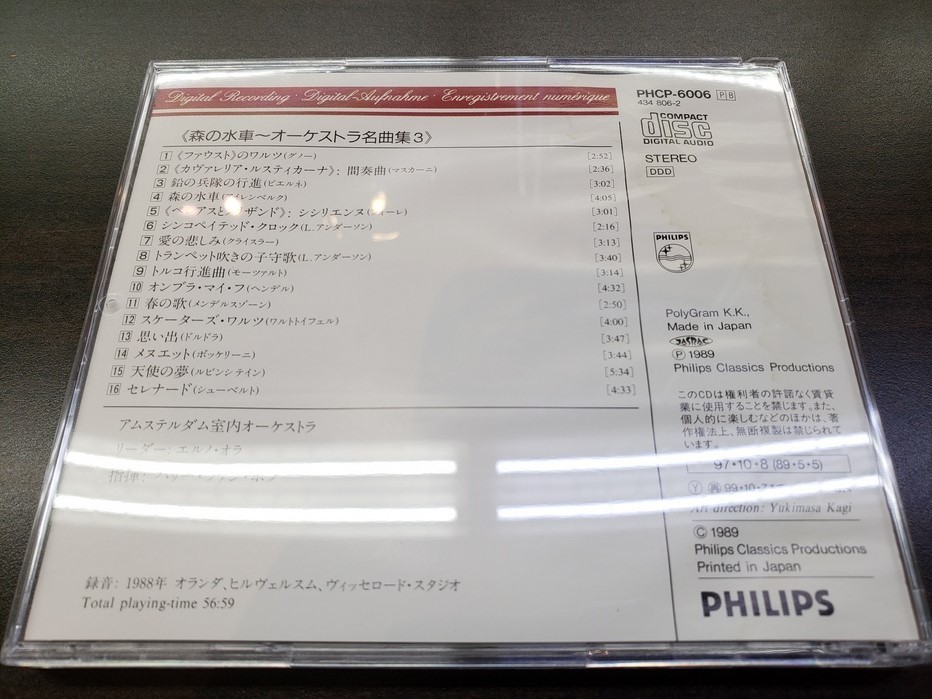 Digital Recording · Digital-Aufnahme · Enregistrement numérique
《森の水車〜オーケストラ名曲集3》
1 《ファウスト》のワルツ(グノー) [2:52]
2 《カヴァレリア・ルスティカーナ》: 間奏曲(マスカーニ) [2:36]
3 鉛の兵隊の行進(ピエルネ) [3:02]
4 森の水車(アイレンベルク) [4:05]
5 シシリエンヌ [3:01]
6 シンコペイテッド・クロック(L.アンダーソン) [2:16]
7 愛の悲しみ(クライスラー) [3:13]
8 トランペット吹きの子守歌(L.アンダーソン) [3:40]
9 トルコ行進曲(モーツァルト) [3:14]
10 オンブラ・マイ・フ(ヘンデル) [4:32]
11 春の歌(メンデルスゾーン) [2:50]
12 スケーターズ・ワルツ(ワルトトイフェル) [4:00]
13 思い出(ドルドラ) [3:47]
14 メヌエット(ボッケリーニ) [3:44]
15 天使の夢(ルビンシテイン) [5:34]
16 セレナード(シューベルト) [4:33]
アムステルダム室内オーケストラ
リーダー: エルノ・オラ
指揮:
録音: 1988年 オランダ、ヒルヴェルスム、ヴィッセロード・スタジオ
Total playing-time 56:59
PHCP-6006 PB
434 806-2
COMPACT
disc
DIGITAL AUDIO
STEREO
DDD
PHILIPS
PolyGram K.K.,
Made in Japan
JASRAC
Ⓟ 1989
Philips Classics Productions
このCDは権利者の許諾なく賃貸
業に使用することを禁じます。また、
個人的に楽しむなどのほかは、著
作権法上、無断複製は禁じられて
います。
97・10・8 (89・5・5)
Art direction: Yukimasa Kagi
© 1989
Philips Classics Productions
Printed in Japan
PHILIPS